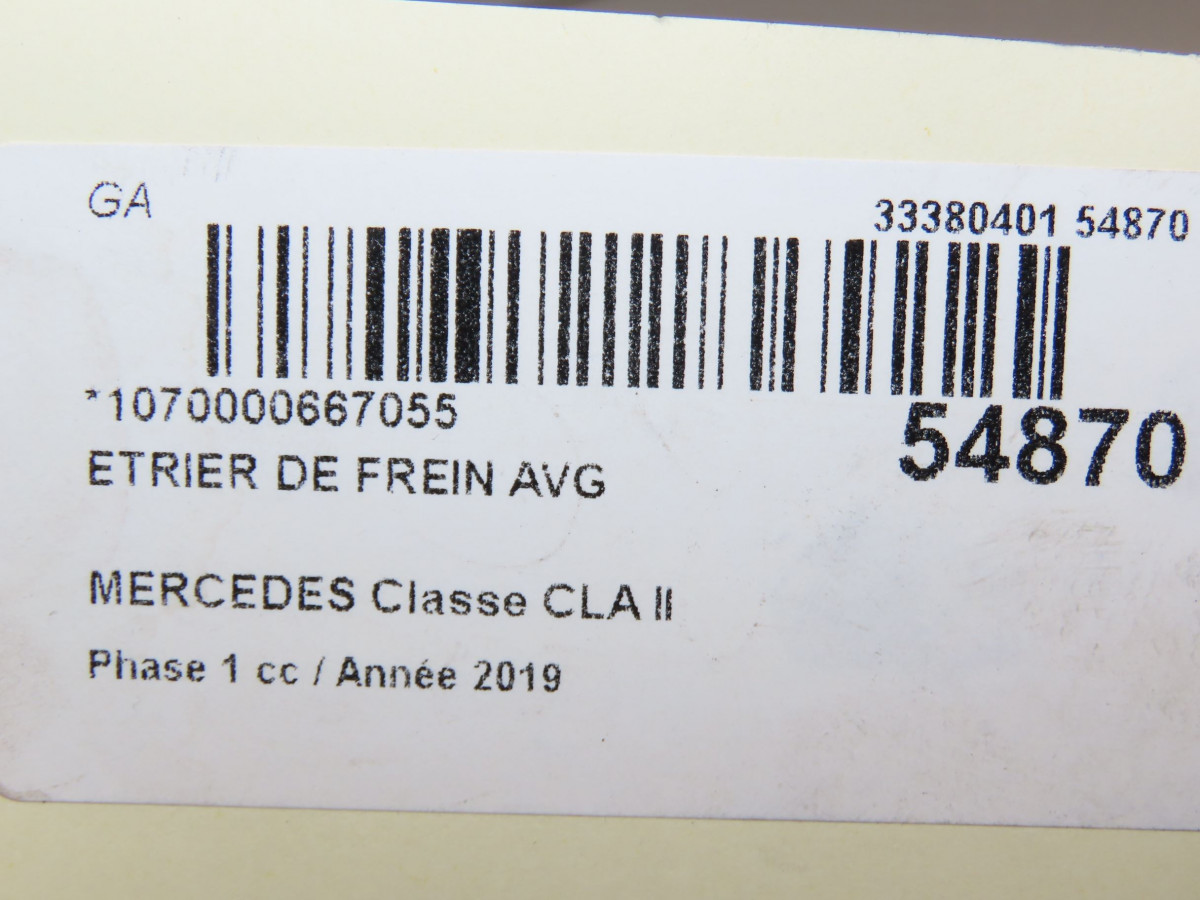 GA
33380401 54870
*1070000667055
54870
ETRIER DE FREIN AVG
MERCEDES Classe CLA II
Phase 1 cc / Année 2019